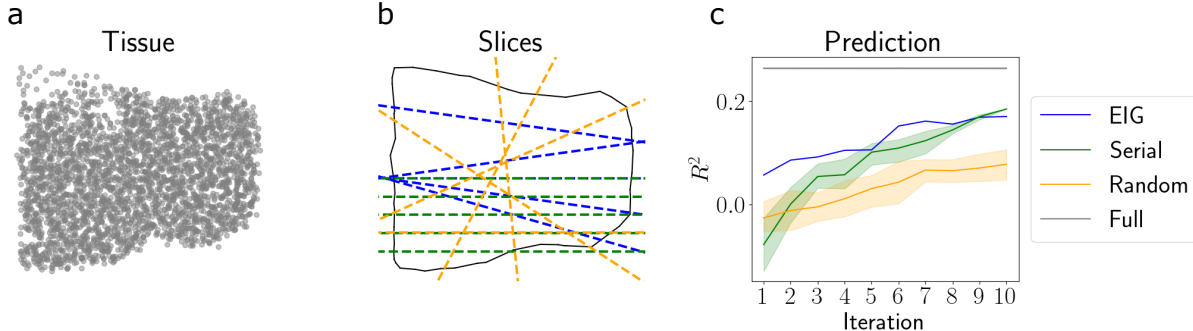 a
Tissue
b
Slices
c
Prediction
R²
0.2
0.0
1 2 3 4 5 6 7 8 9 10
Iteration
EIG
Serial
Random
Full